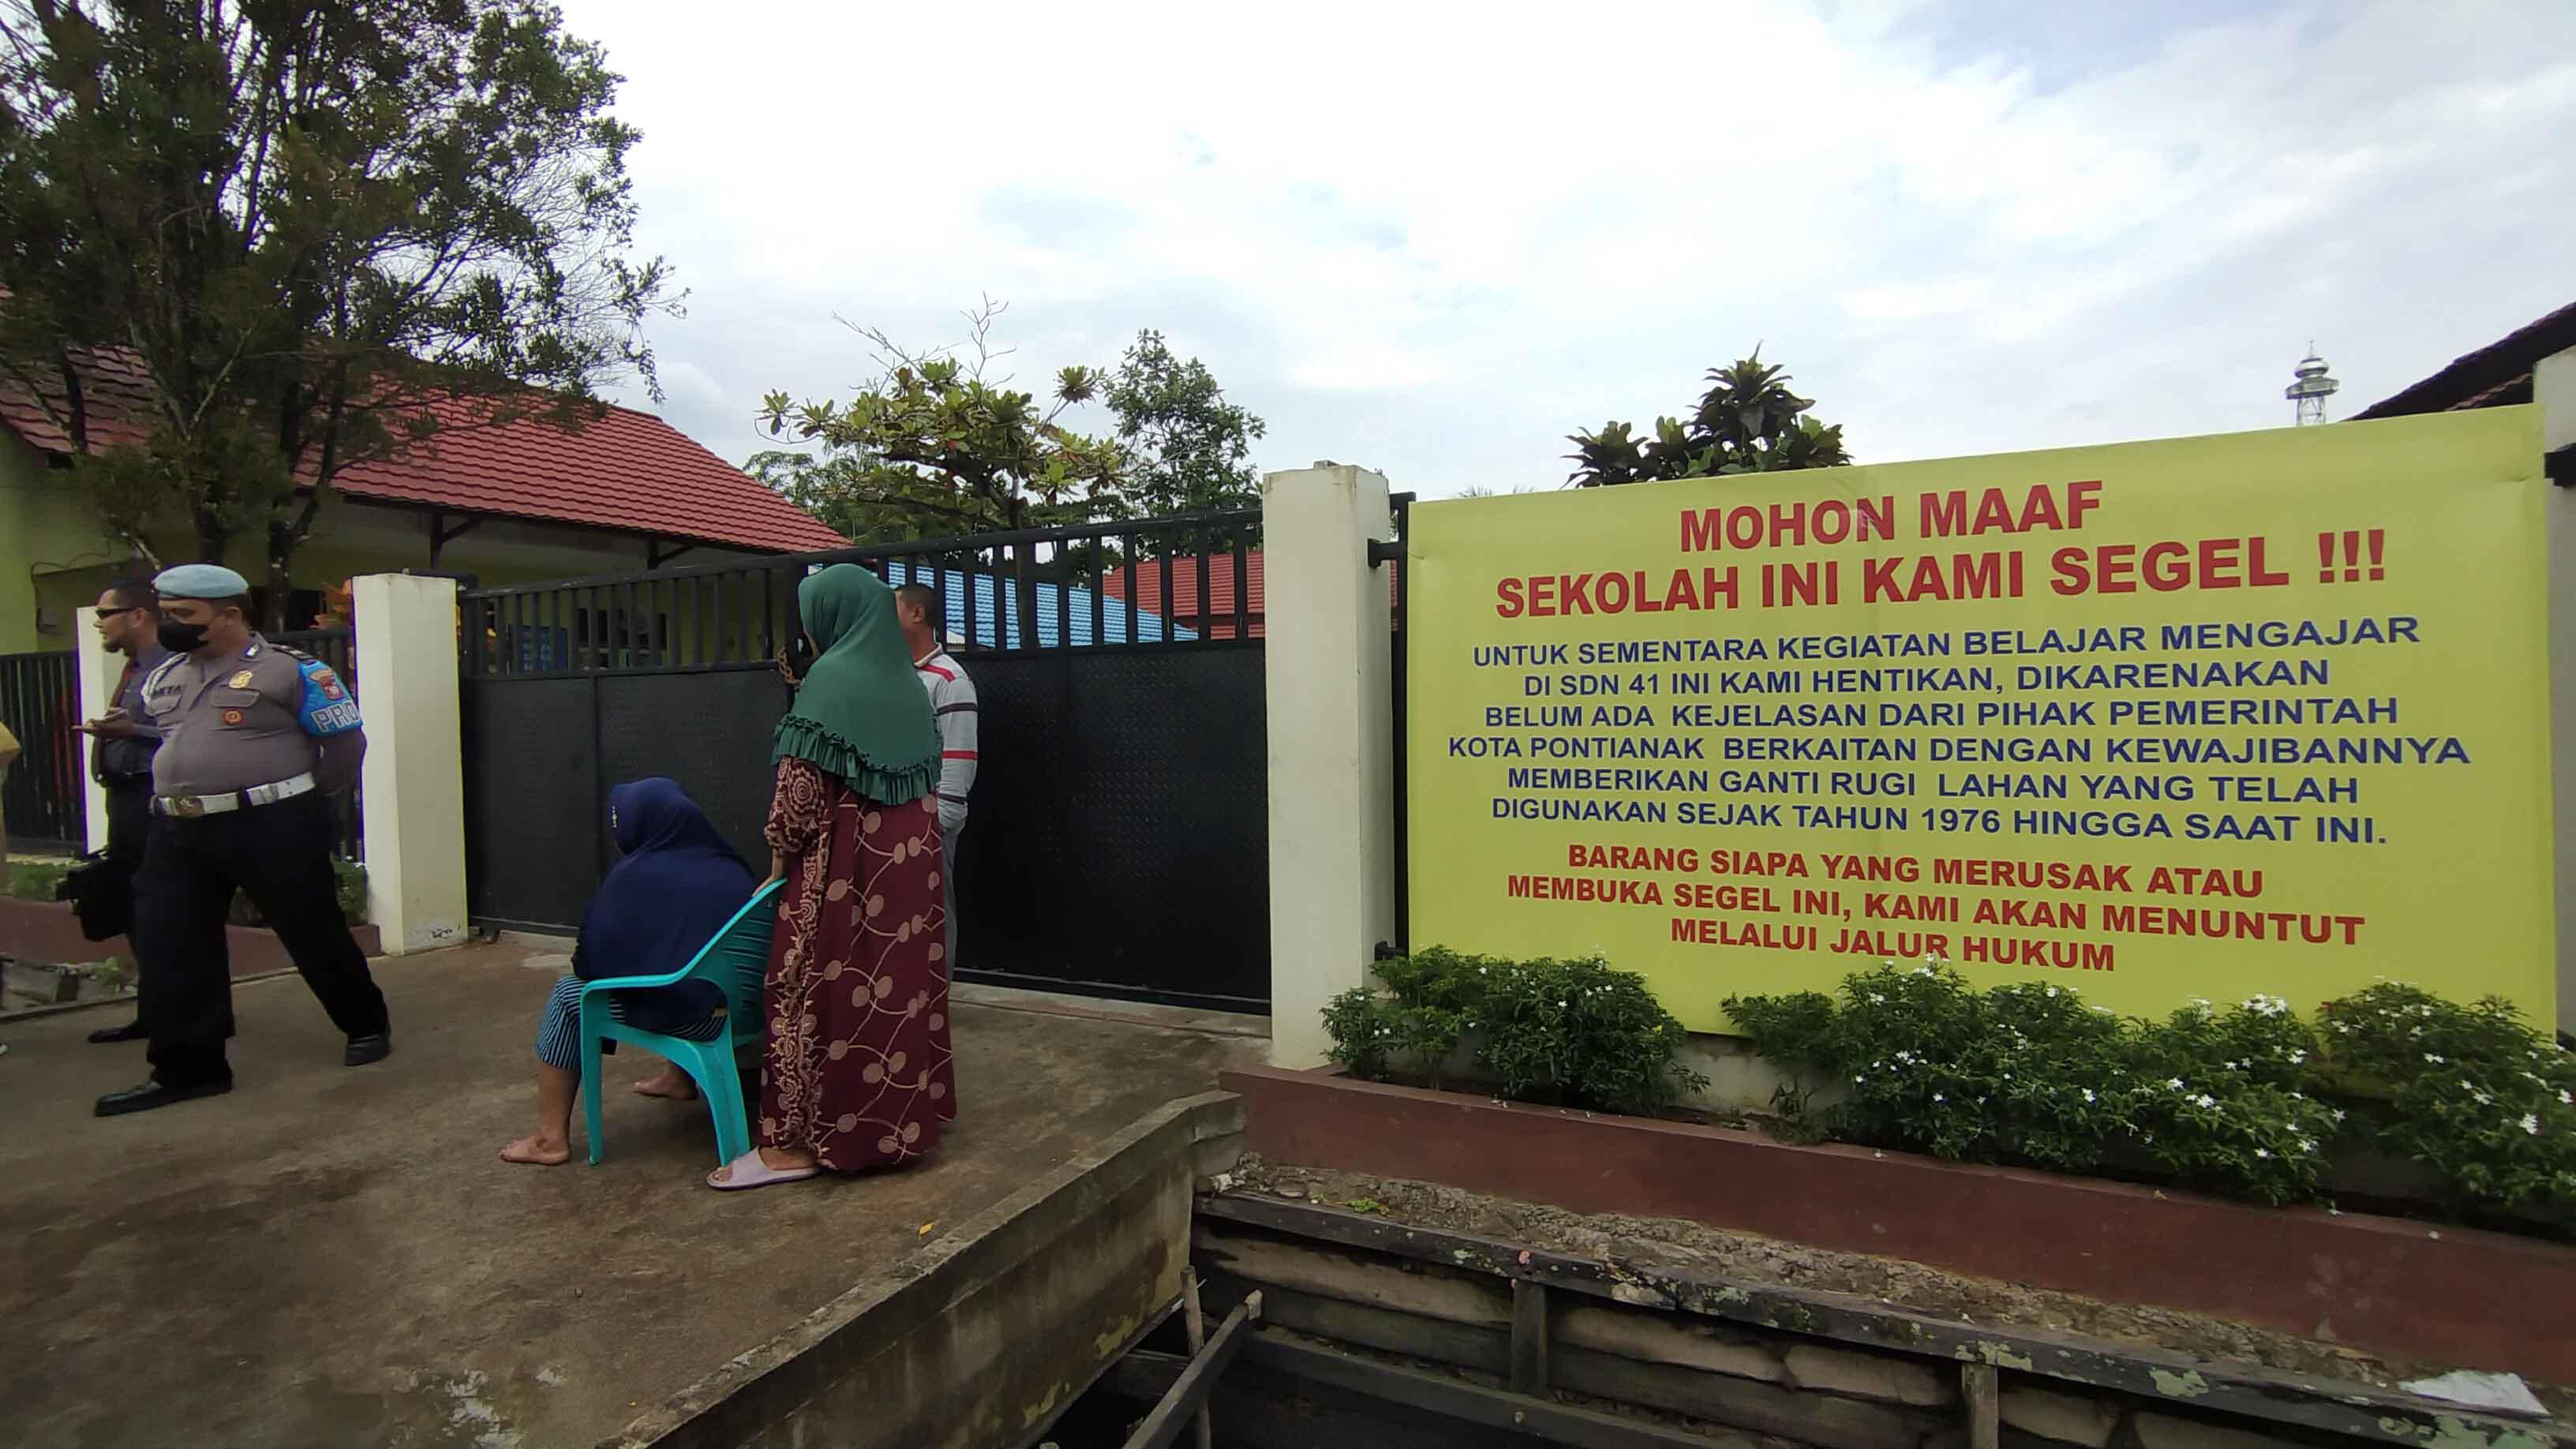 MOHON MAAF
SEKOLAH INI KAMI SEGEL !!!
UNTUK SEMENTARA KEGIATAN BELAJAR MENGAJAR
DI SDN 41 INI KAMI HENTIKAN, DIKARENAKAN
BELUM ADA KEJELASAN DARI PIHAK PEMERINTAH
KOTA PONTIANAK BERKAITAN DENGAN KEWAJIBANNYA
MEMBERIKAN GANTI RUGI LAHAN YANG TELAH
DIGUNAKAN SEJAK TAHUN 1976 HINGGA SAAT INI.
BARANG SIAPA YANG MERUSAK ATAU
MEMBUKA SEGEL INI, KAMI AKAN MENUNTUT
MELALUI JALUR HUKUM